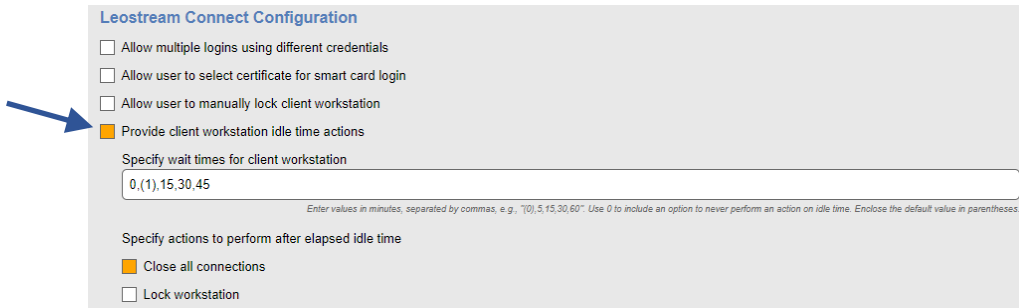 Leostream Connect Configuration
Allow multiple logins using different credentials
Allow user to select certificate for smart card login
Allow user to manually lock client workstation
Provide client workstation idle time actions
Specify wait times for client workstation
0,(1),15,30,45
Enter values in minutes, separated by commas, e.g., "(0),5,15,30,60". Use 0 to include an option to never perform an action on idle time. Enclose the default value in parentheses.
Specify actions to perform after elapsed idle time
Close all connections
Lock workstation